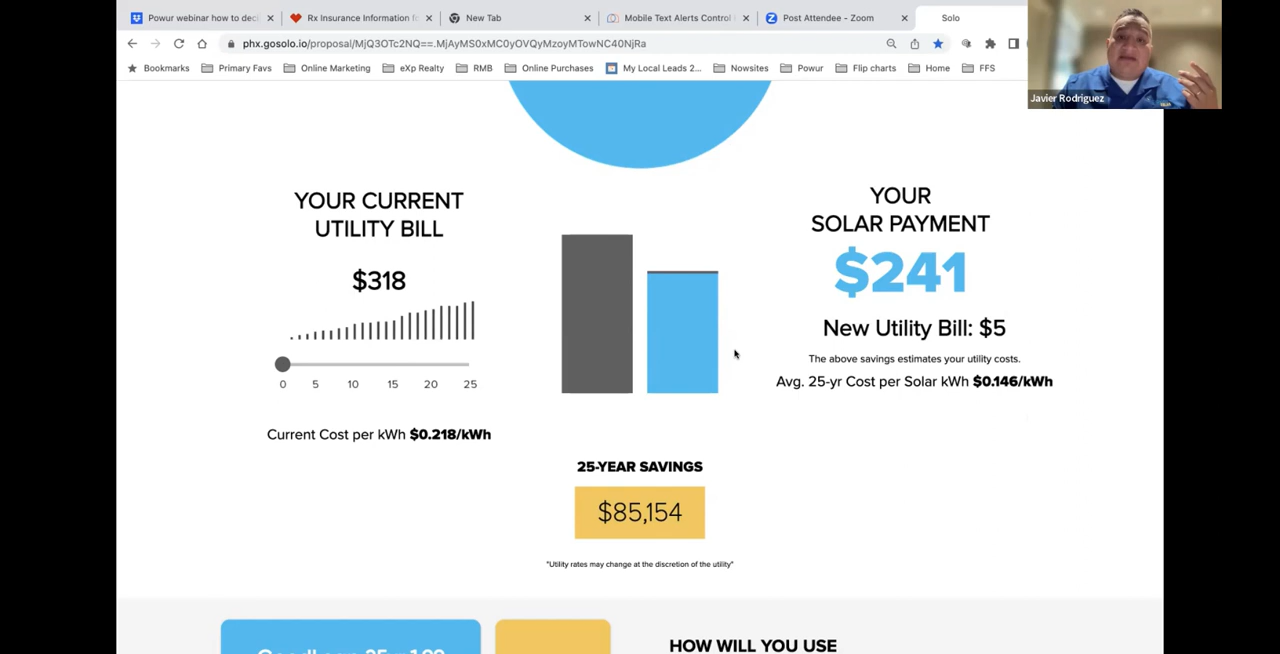 Powur webinar how to dec
Rx Insurance Information fo
New Tab
Mobile Text Alerts Control
Post Attendee - Zoom
Solo
phx.gosolo.io/proposal/MjQ3OTc2NQ==.MjAyMS0xMC0yOVQyMzoyMTowNC40NjRa
Bookmarks
Primary Favs
Online Marketing
eXp Realty
RMB
Online Purchases
My Local Leads 2...
Nowsites
Powur
Flip charts
Home
FFS
Javier Rodriguez
YOUR CURRENT
UTILITY BILL
$318
0 5 10 15 20 25
Current Cost per kWh $0.218/kWh
YOUR
SOLAR PAYMENT
$241
New Utility Bill: $5
The above savings estimates your utility costs.
Avg. 25-yr Cost per Solar kWh $0.146/kWh
25-YEAR SAVINGS
$85,154
"Utility rates may change at the discretion of the utility"
HOW WILL YOU USE